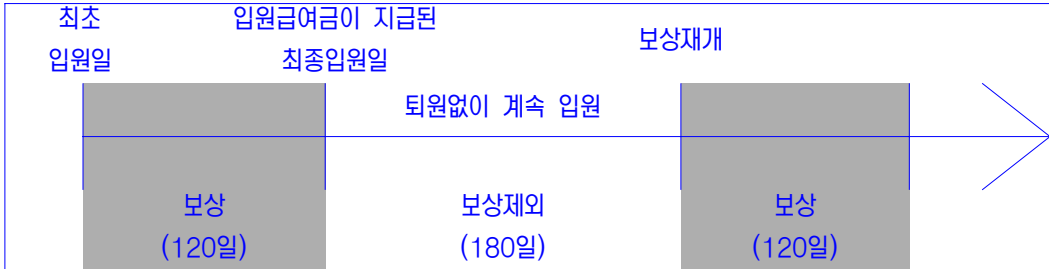 최초
입원일
입원급여금이 지급된
최종입원일
보상재개
퇴원없이 계속 입원
보상
(120일)
보상제외
(180일)
보상
(120일)